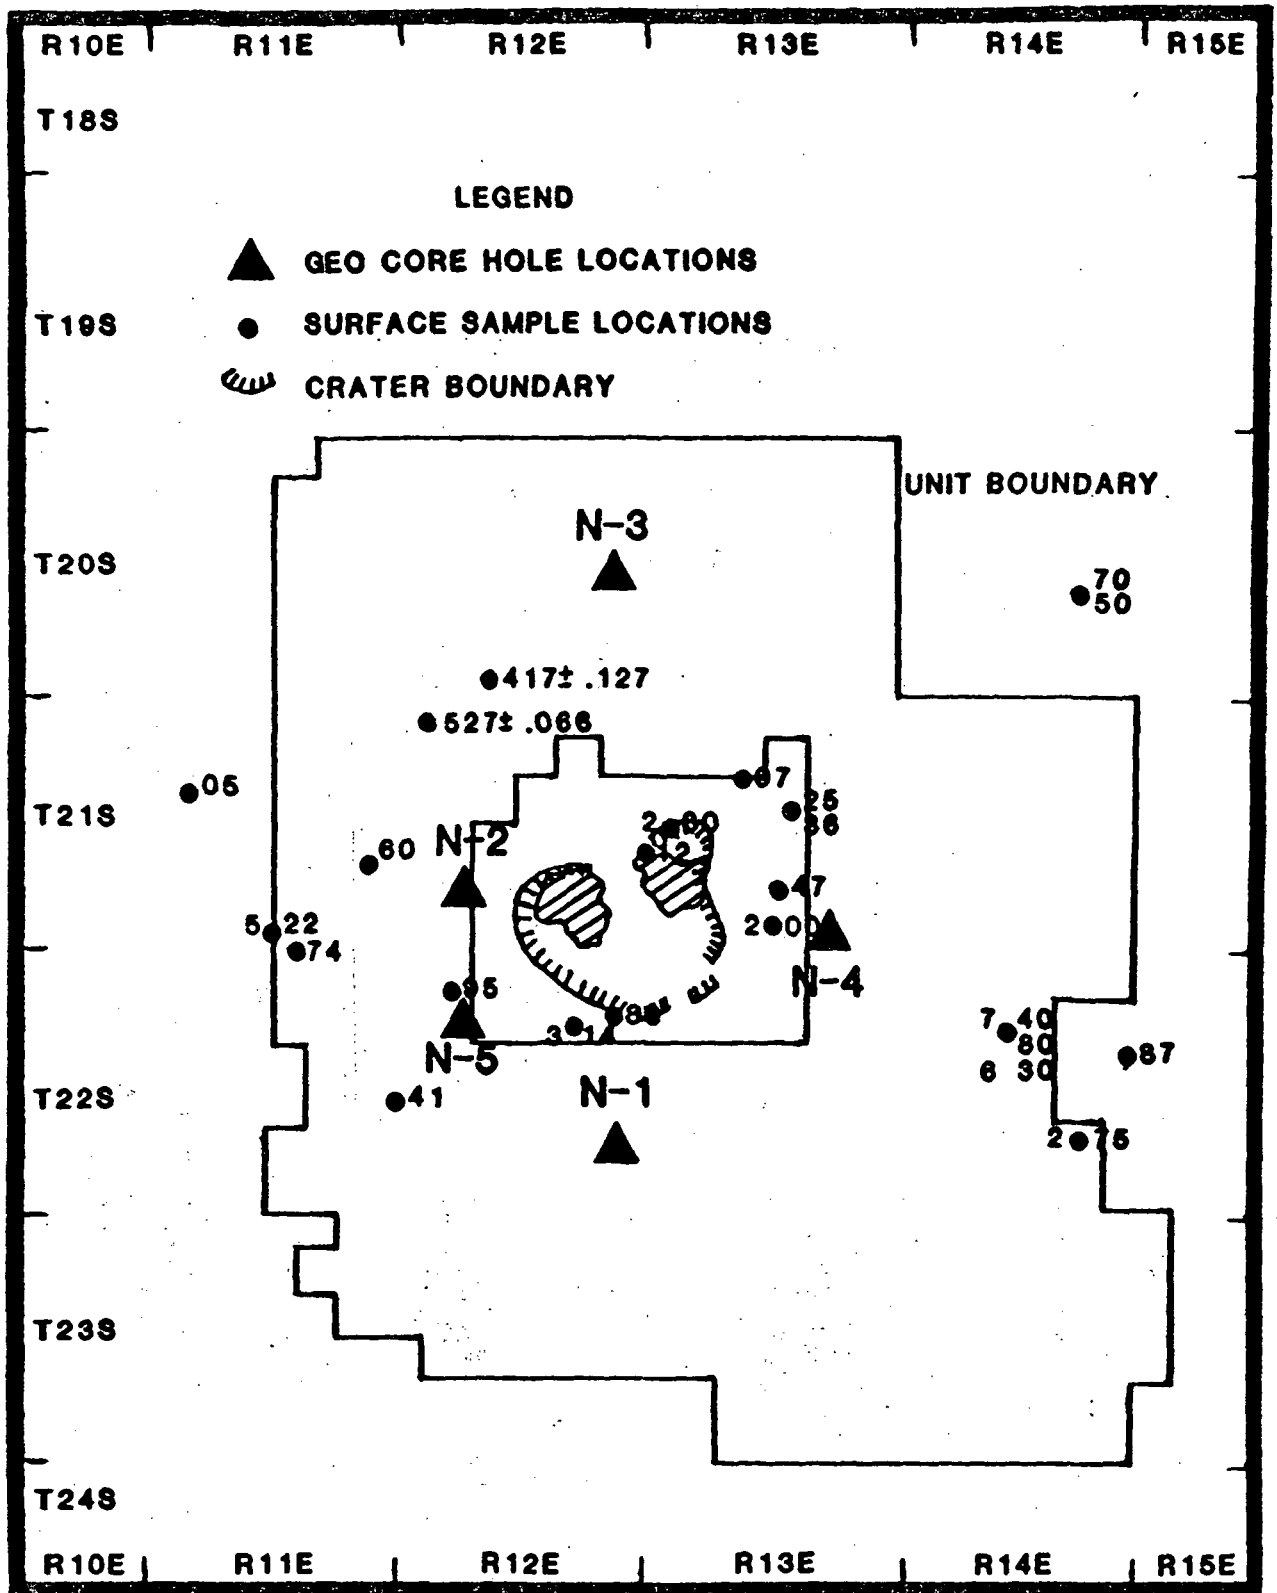 R10E R11E R12E R13E R14E R15E
T18S
LEGEND
GEO CORE HOLE LOCATIONS
T19S
SURFACE SAMPLE LOCATIONS
CRATER BOUNDARY
UNIT BOUNDARY
N-3
T20S
70
50
417± .127
527± .066
05
T21S
25
N-2
60
47
5 22
74
2 00
N-4
N-5
7 40
80
6 30
87
T22S
41
N-1
2 75
T23S
T24S
R10E R11E R12E R13E R14E R15E